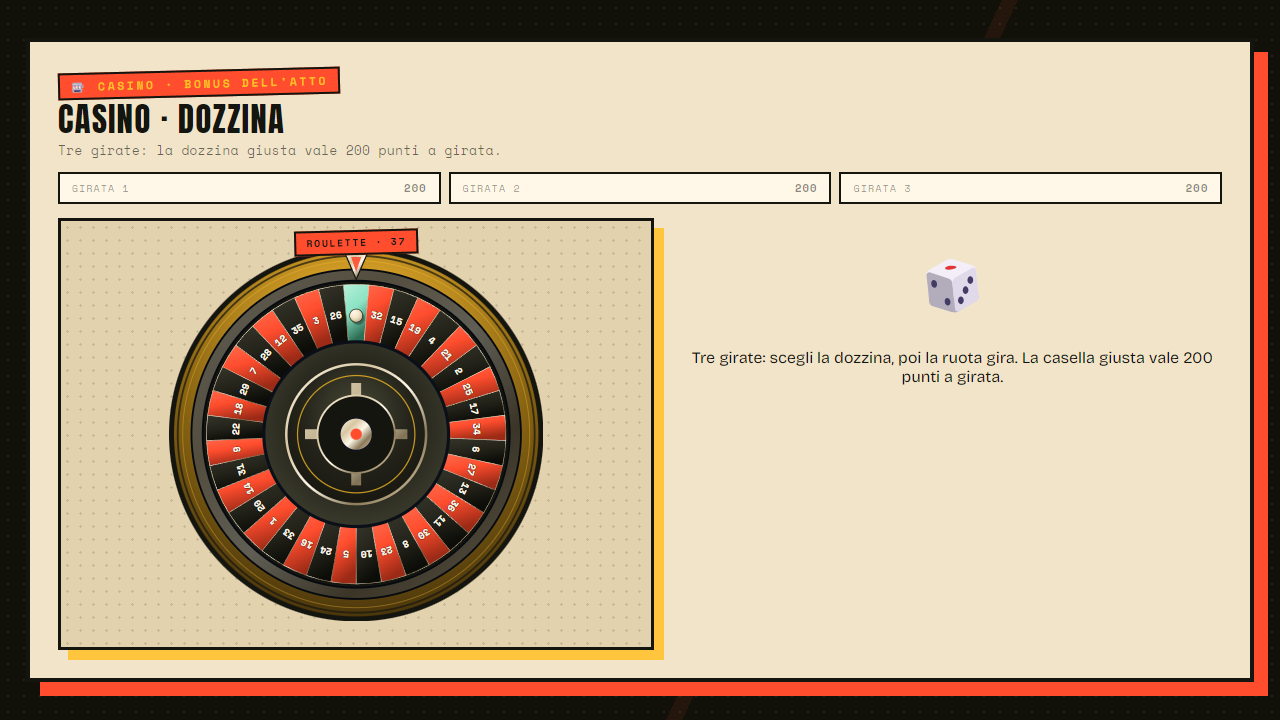 CASINO · BONUS DELL'ATTO
CASINO · DOZZINA
Tre girate: la dozzina giusta vale 200 punti a girata.
GIRATA 1 200
GIRATA 2 200
GIRATA 3 200
ROULETTE · 37
32 15 19 4 21 2 25 17 34 6 27 13 36 11 30 8 23 10 5 24 16 33 1 20 14 31 9 22 18 29 7 28 12 35 3 26
Tre girate: scegli la dozzina, poi la ruota gira. La casella giusta vale 200
punti a girata.